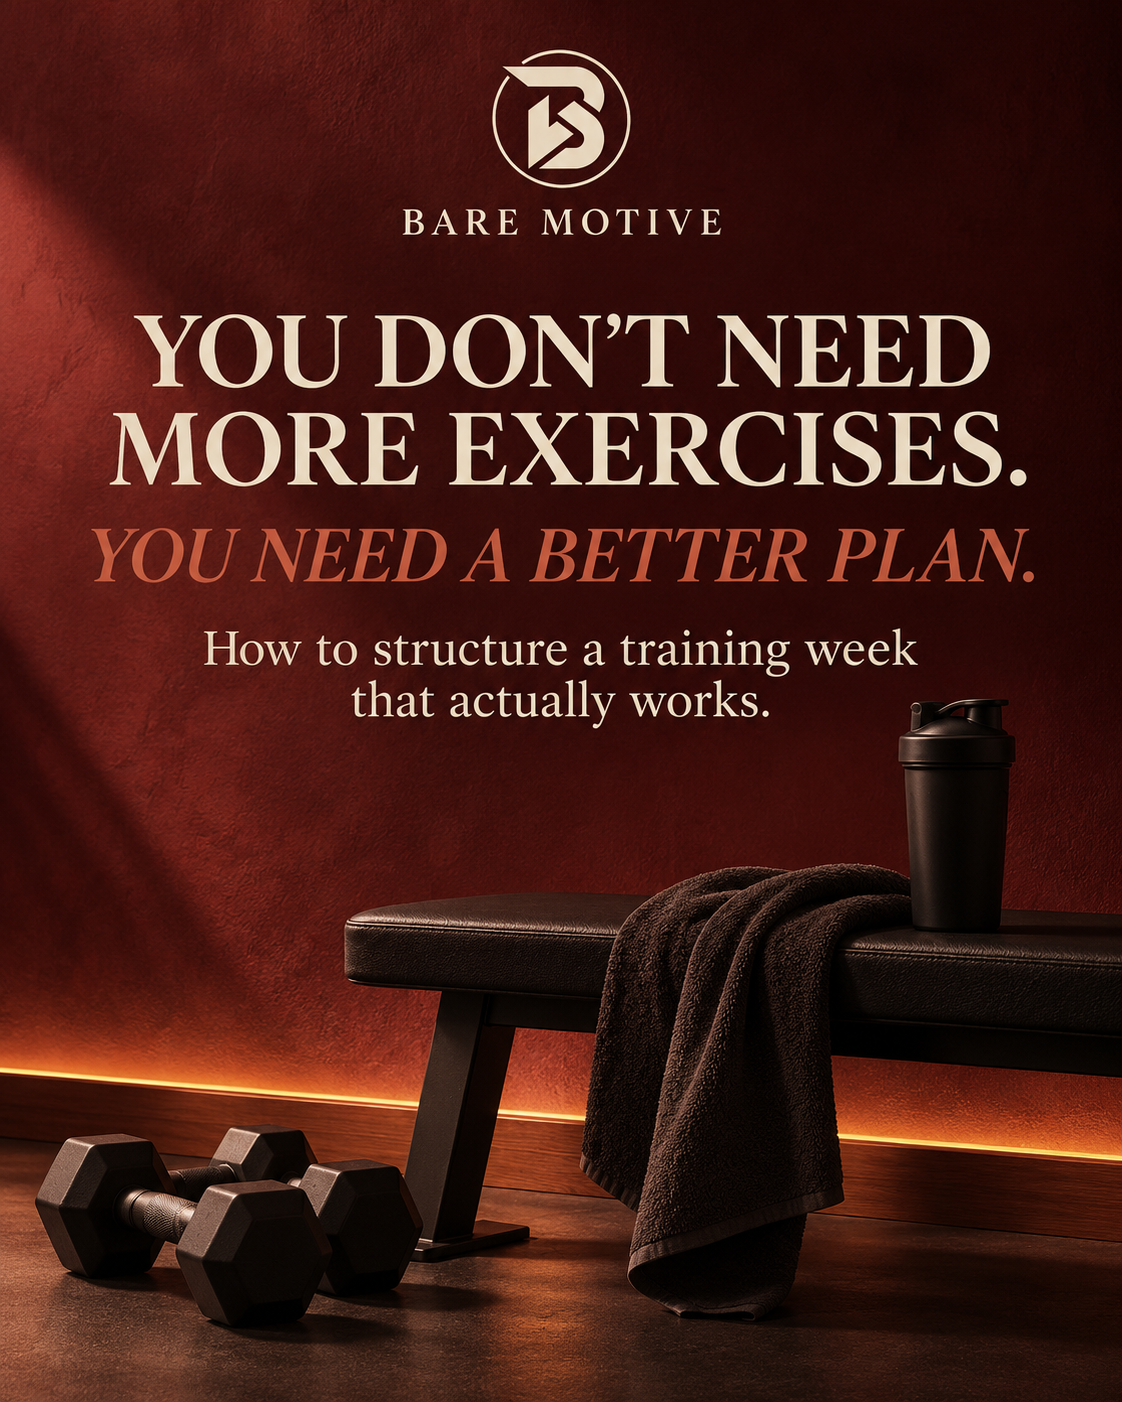 BARE MOTIVE
YOU DON’T NEED
MORE EXERCISES.
YOU NEED A BETTER PLAN.
How to structure a training week
that actually works.